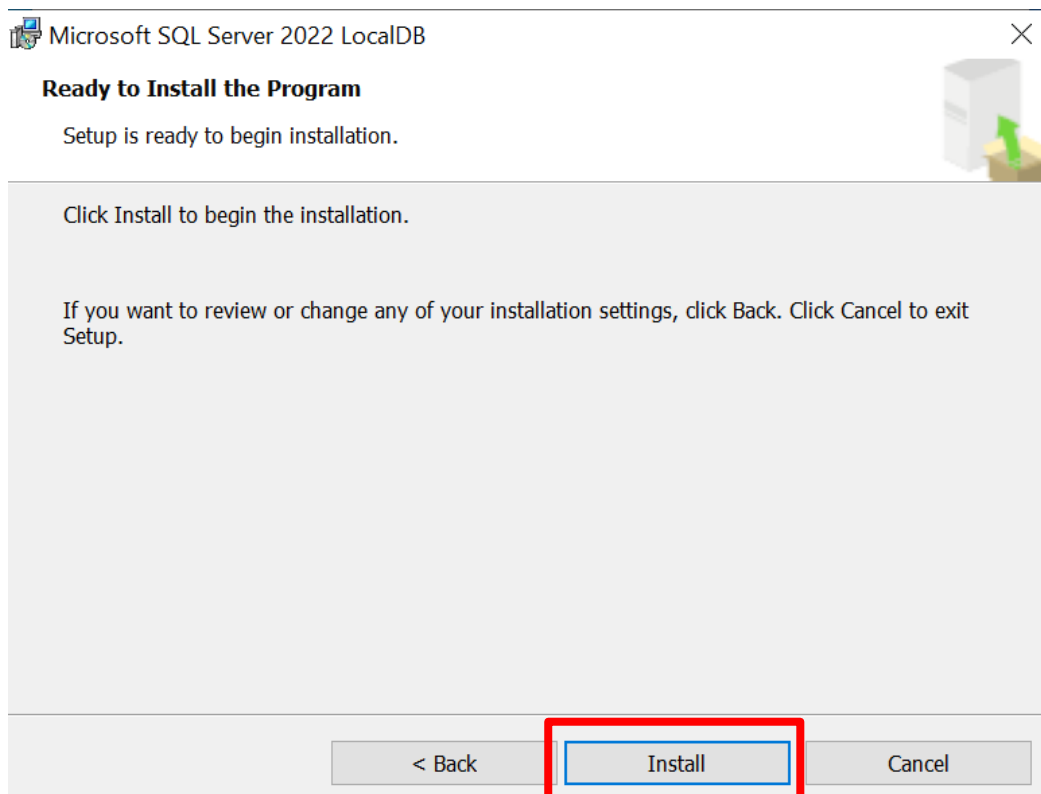 Microsoft SQL Server 2022 LocalDB
Ready to Install the Program
Setup is ready to begin installation.
Click Install to begin the installation.
If you want to review or change any of your installation settings, click Back. Click Cancel to exit
Setup.
< Back
Install
Cancel